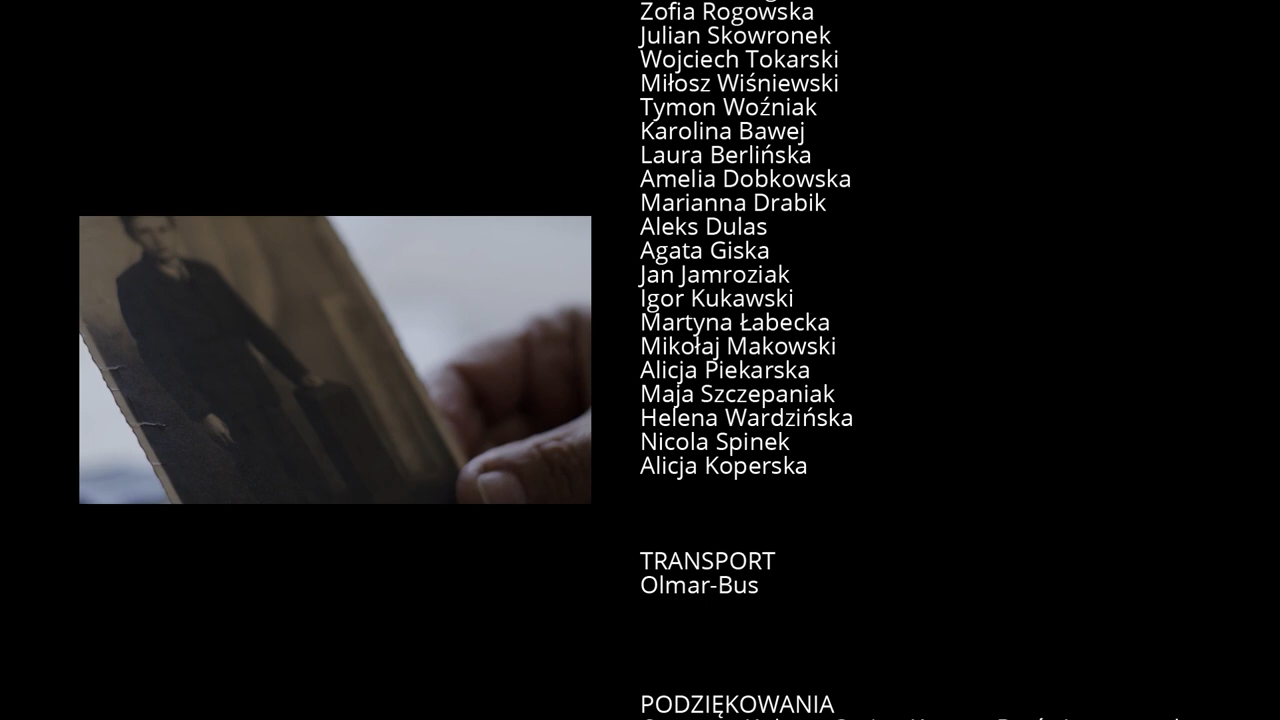 Zofia Rogowska
Julian Skowronek
Wojciech Tokarski
Miłosz Wiśniewski
Tymon Woźniak
Karolina Bawej
Laura Berlińska
Amelia Dobkowska
Marianna Drabik
Aleks Dulas
Agata Giska
Jan Jamroziak
Igor Kukawski
Martyna Łabecka
Mikołaj Makowski
Alicja Piekarska
Maja Szczepaniak
Helena Wardzińska
Nicola Spinek
Alicja Koperska
TRANSPORT
Olmar-Bus
PODZIĘKOWANIA